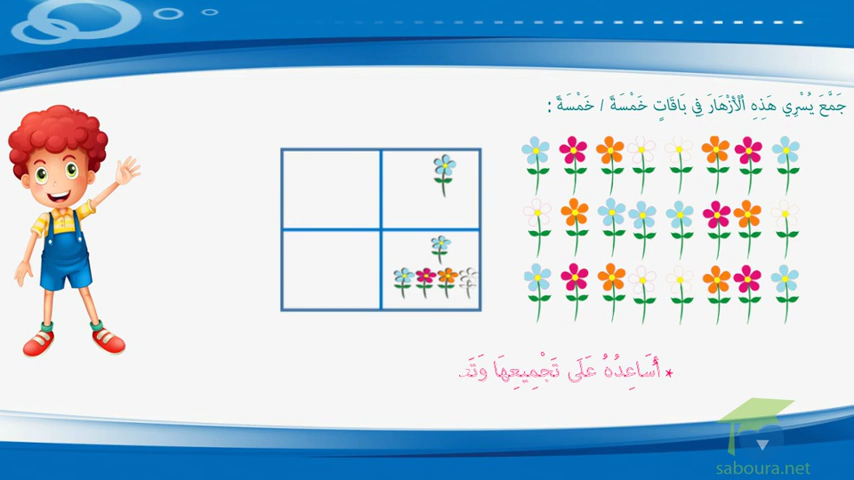 جَمَّعَ يُسْرِي هَذِهِ ٱلْأَزْهَارَ فِي بَاقَاتٍ خَمْسَةً / خَمْسَةً :
* أُسَاعِدُهُ عَلَى تَجْمِيعِهَا
saboura.net